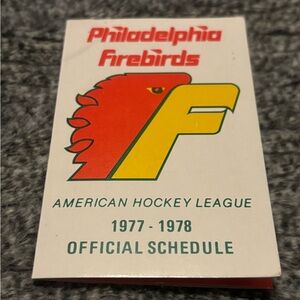 Philadelphia
Firebirds
F
AMERICAN HOCKEY LEAGUE
1977 - 1978
OFFICIAL SCHEDULE